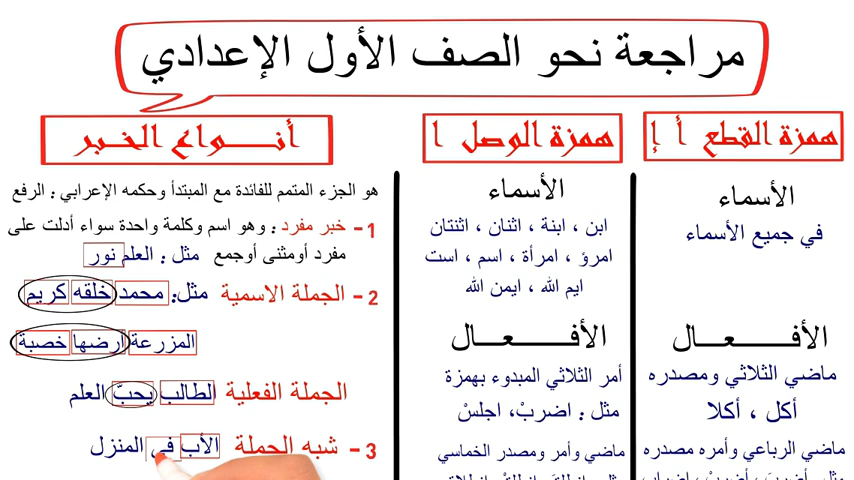 مراجعة نحو الصف الأول الإعدادي
همزة القطع أ إ
الأسماء
في جميع الأسماء
الأفـــعـــال
ماضي الثلاثي ومصدره
أكل ، أكلا
ماضي الرباعي وأمره مصدره
همزة الوصل ا
الأسماء
ابن ، ابنة ، اثنان ، اثنتان
امرؤ ، امرأة ، اسم ، است
ايم الله ، ايمن الله
الأفـــعـــال
أمر الثلاثي المبدوء بهمزة
مثل : اضربْ، اجلسْ
ماضي وأمر ومصدر الخماسي
أنـــواع الخبر
هو الجزء المتمم للفائدة مع المبتدأ وحكمه الإعرابي : الرفع
1- خبر مفرد : وهو اسم وكلمة واحدة سواء أدلت على
مفرد أومثنى أوجمع مثل : العلم نور
2- الجملة الاسمية مثل: محمد خلقه كريم
المزرعة ارضها خصبة
الجملة الفعلية الطالب يحبّ العلم
3- شبه الجملة الأب في المنزل